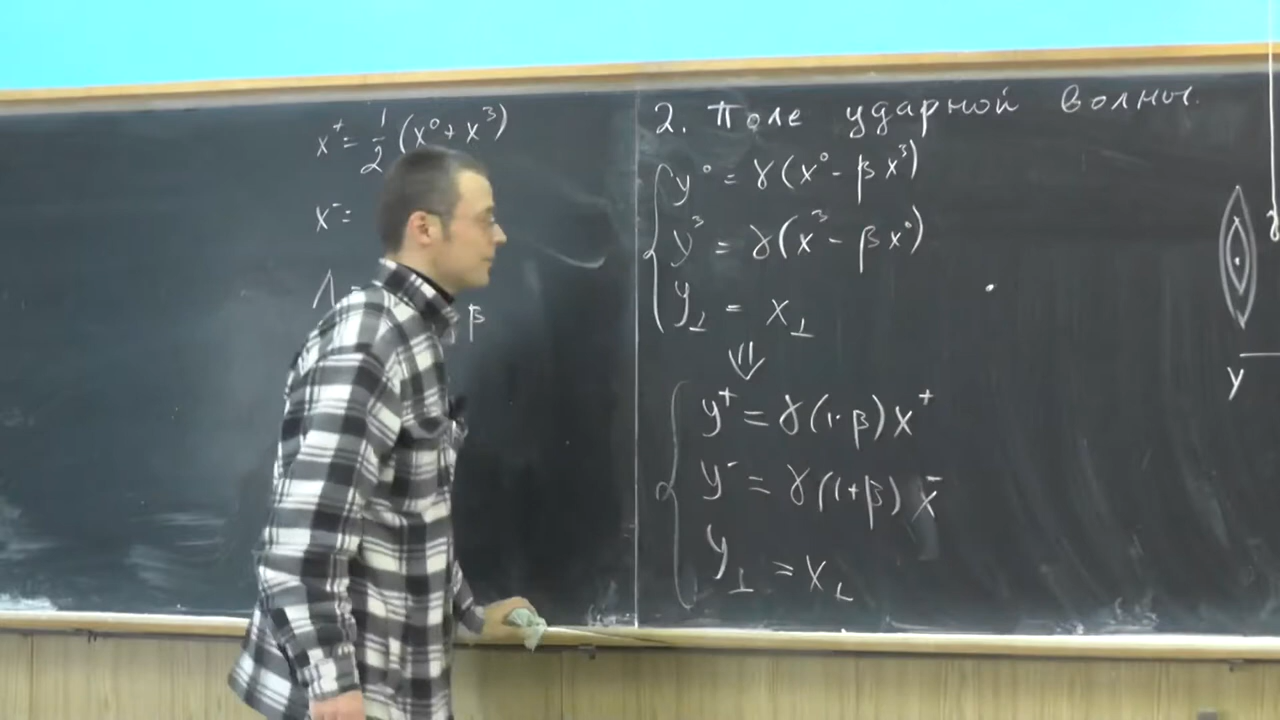 x⁺ = 1/2 (x⁰ + x³)
x⁻ =
Λ =
β
2. Поле ударной волны.
y⁰ = γ(x⁰ - βx³)
y³ = γ(x³ - βx⁰)
y⊥ = x⊥
⇓
y⁺ = γ(1-β)x⁺
y⁻ = γ(1+β)x⁻
y⊥ = x⊥
y